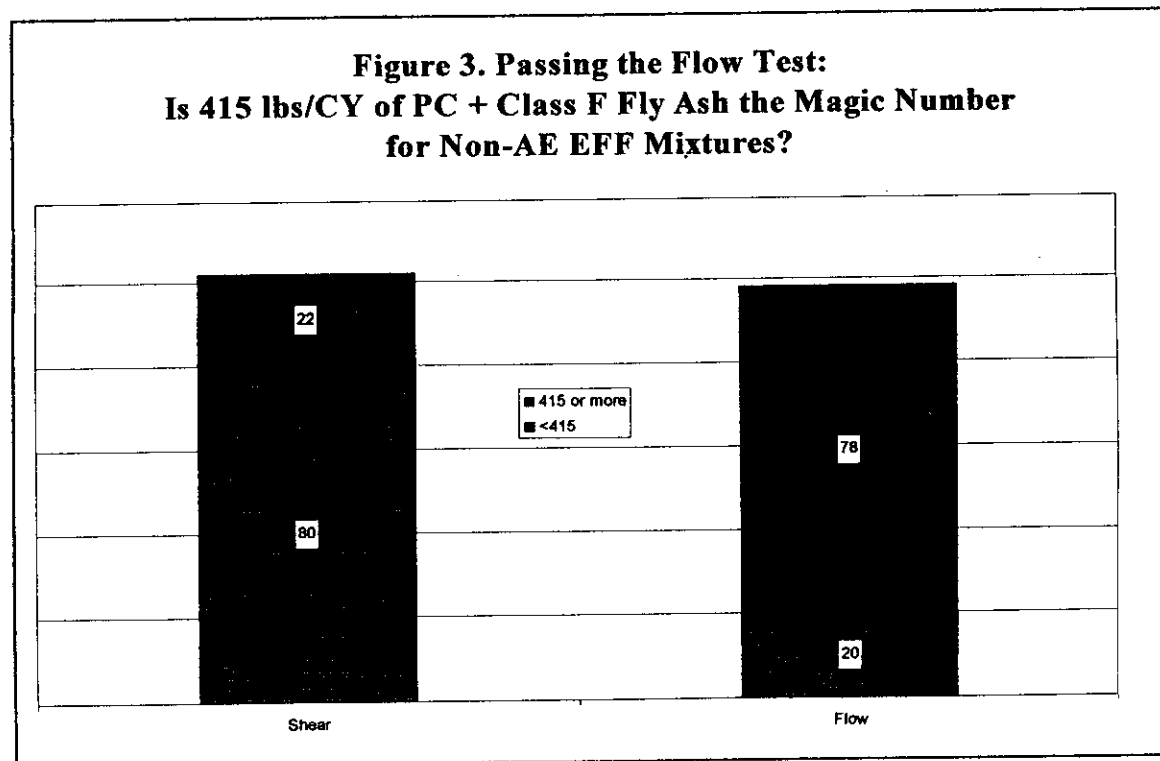 Figure 3. Passing the Flow Test:
Is 415 lbs/CY of PC + Class F Fly Ash the Magic Number
for Non-AE EFF Mixtures?
22
415 or more
<415
78
80
20
Shear
Flow